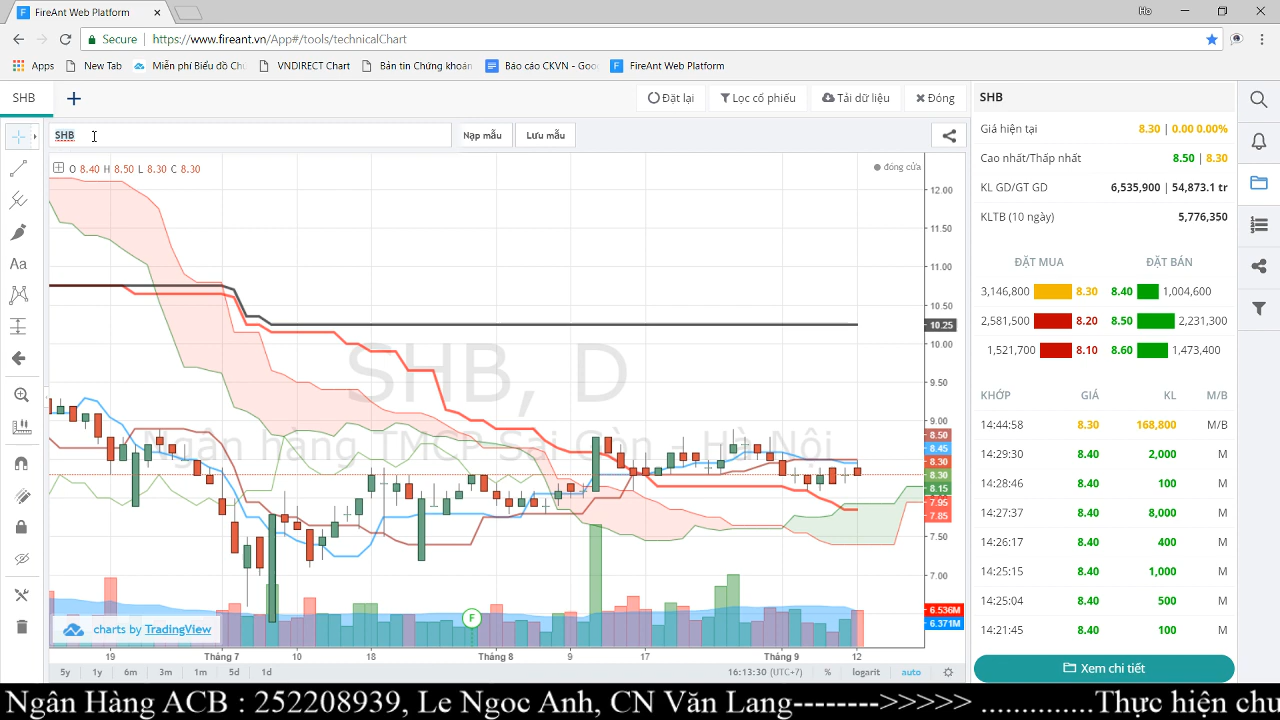 FireAnt Web Platform
Secure | https://www.fireant.vn/App#/tools/technicalChart
Apps New Tab Miễn phí Biểu đồ Chu VNDIRECT Chart Bản tin Chứng khoán Báo cáo CKVN - Goo FireAnt Web Platform
SHB Đặt lại Lọc cổ phiếu Tải dữ liệu Đóng
SHB Nạp mẫu Lưu mẫu
O 8.40 H 8.50 L 8.30 C 8.30 đóng cửa
Aa
SHB, D
Ngân hàng TMCP Sài Gòn - Hà Nội
12.00
11.50
11.00
10.50
10.25
10.00
9.50
9.00
8.50
8.45
8.30
8.30
8.15
7.95
7.85
7.50
7.00
6.536M
6.371M
F
charts by TradingView
19 Tháng 7 10 18 Tháng 8 9 17 Tháng 9 12
5y y 6m 1m 5d 1d 16:13:30 (UTC+7) % logarit auto
SHB
Giá hiện tại 8.30 | 0.00 0.00%
Cao nhất/Thấp nhất 8.50 | 8.30
KL GD/GT GD 6,535,900 | 54,873.1 tr
KLTB (10 ngày) 5,776,350
ĐẶT MUA ĐẶT BÁN
3,146,800 8.30 8.40 1,004,600
2,581,500 8.20 8.50 2,231,300
1,521,700 8.10 8.60 1,473,400
KHỚP GIÁ KL M/B
14:44:58 8.30 168,800 M/B
14:29:30 8.40 2,000 M
14:28:46 8.40 100 M
14:27:37 8.40 8,000 M
14:26:17 8.40 400 M
14:25:15 8.40 1,000 M
14:25:04 8.40 500 M
14:21:45 8.40 100 M
Xem chi tiết
Ngân Hàng ACB : 252208939, Le Ngoc Anh, CN Văn Lang-------->>>>> .............Thực hiện chu